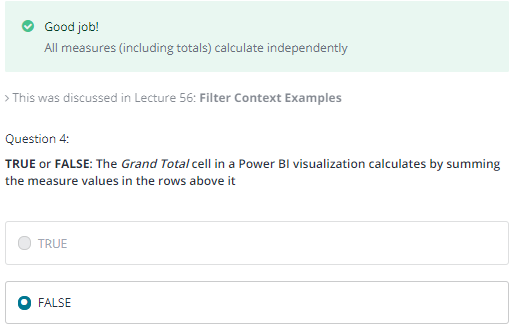 Good job!
All measures (including totals) calculate independently
> This was discussed in Lecture 56: Filter Context Examples
Question 4:
TRUE or FALSE: The Grand Total cell in a Power BI visualization calculates by summing
the measure values in the rows above it
TRUE
FALSE